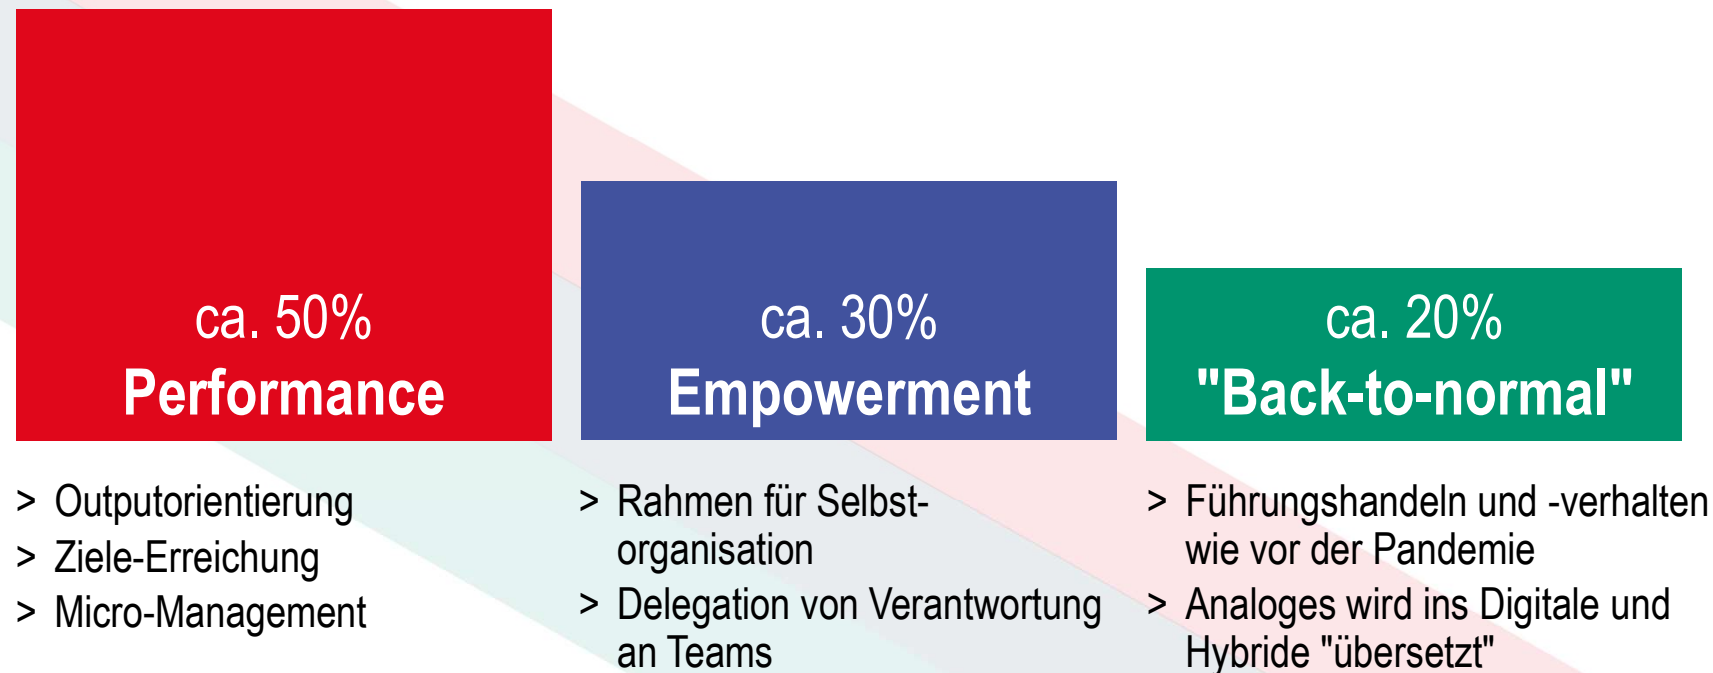 ca. 50%
Performance
> Outputorientierung
> Ziele-Erreichung
> Micro-Management
ca. 30%
Empowerment
> Rahmen für Selbst-
organisation
> Delegation von Verantwortung
an Teams
ca. 20%
"Back-to-normal"
> Führungshandeln und -verhalten
wie vor der Pandemie
> Analoges wird ins Digitale und
Hybride "übersetzt"